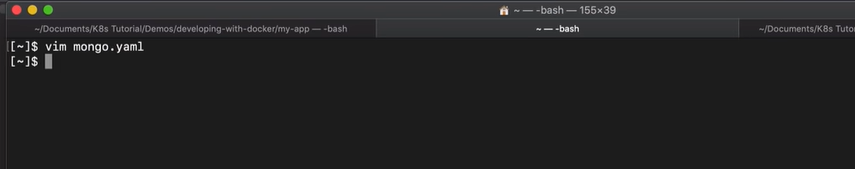 ~ — -bash — 155×39
~/Documents/K8s Tutorial/Demos/developing-with-docker/my-app — -bash
~ — -bash
~/Documents/K8s Tutorial
[~]$ vim mongo.yaml
[~]$